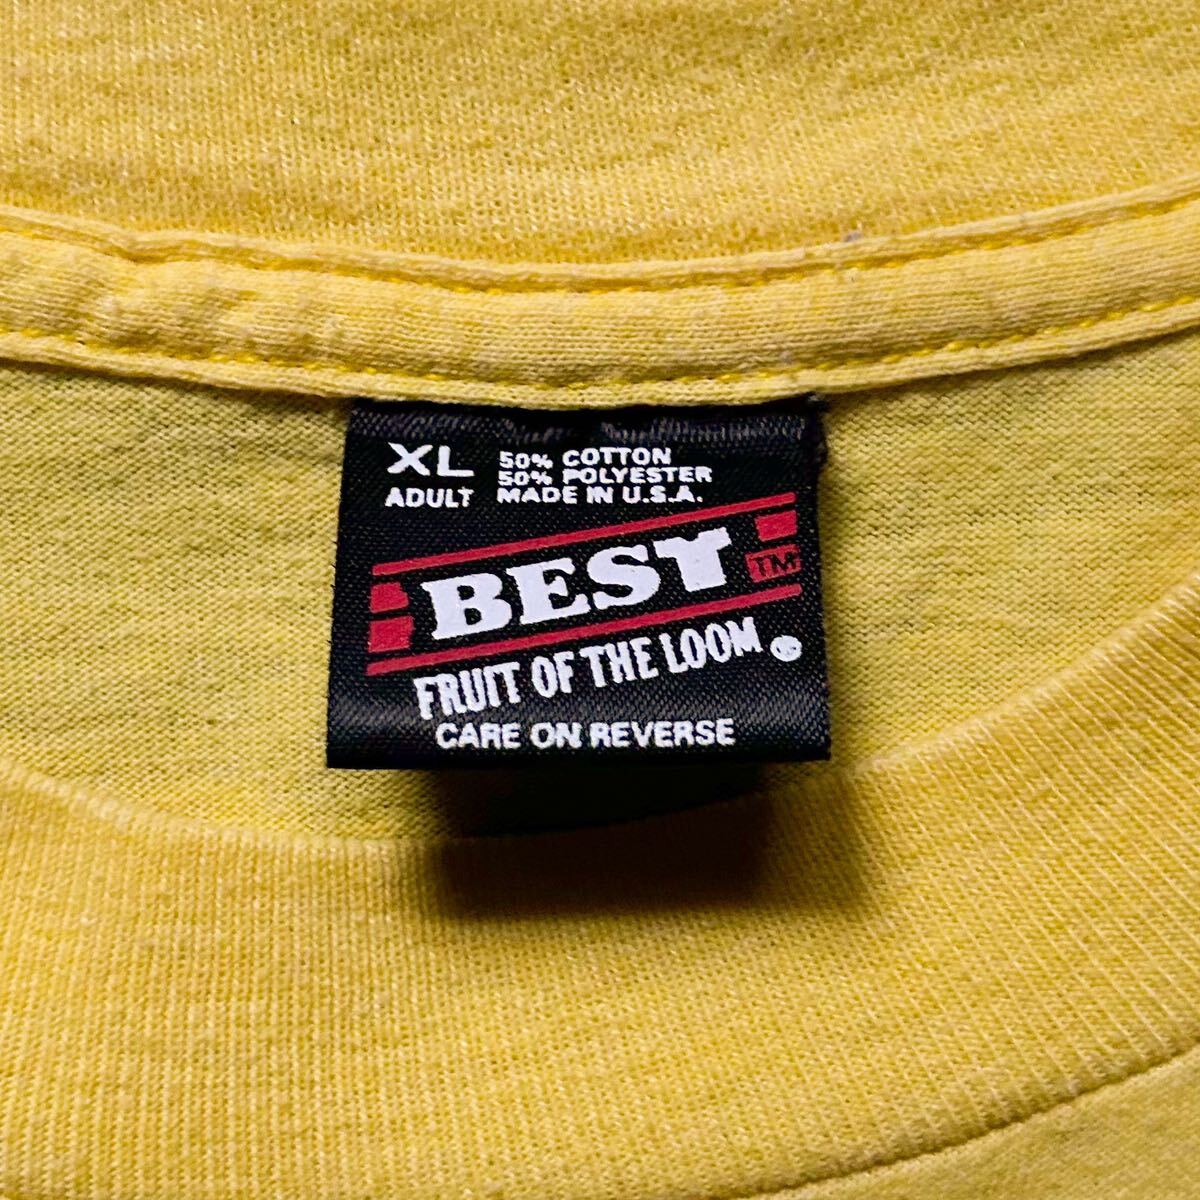 XL
ADULT
50% COTTON
50% POLYESTER
MADE IN U.S.A.
BEST TM
FRUIT OF THE LOOM ®
CARE ON REVERSE